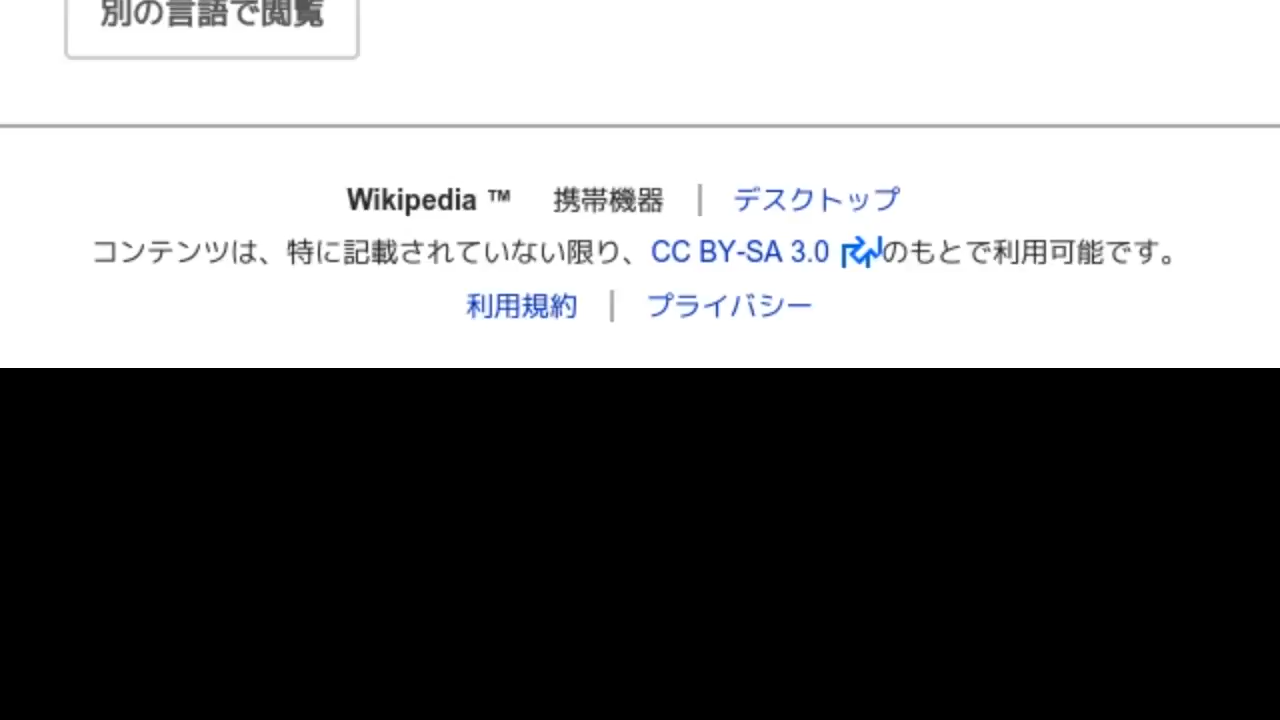 別の言語で閲覧
Wikipedia ™ 携帯機器 | デスクトップ
コンテンツは、特に記載されていない限り、CC BY-SA 3.0 のもとで利用可能です。
利用規約 | プライバシー